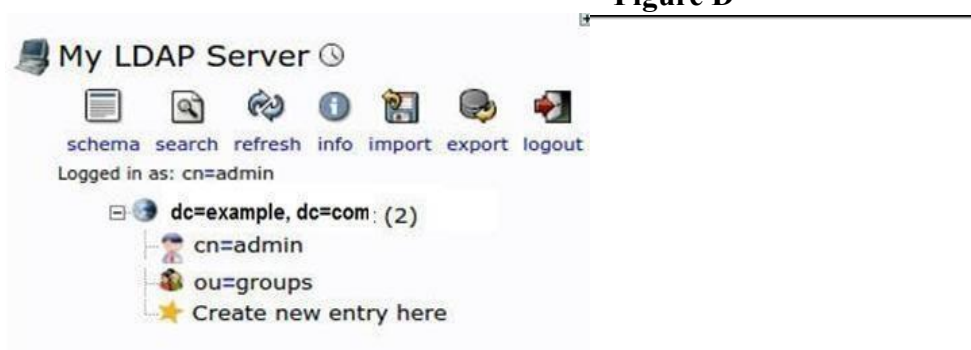 Figure D
My LDAP Server
schema search refresh info import export logout
Logged in as: cn=admin
dc=example, dc=com: (2)
cn=admin
ou=groups
Create new entry here